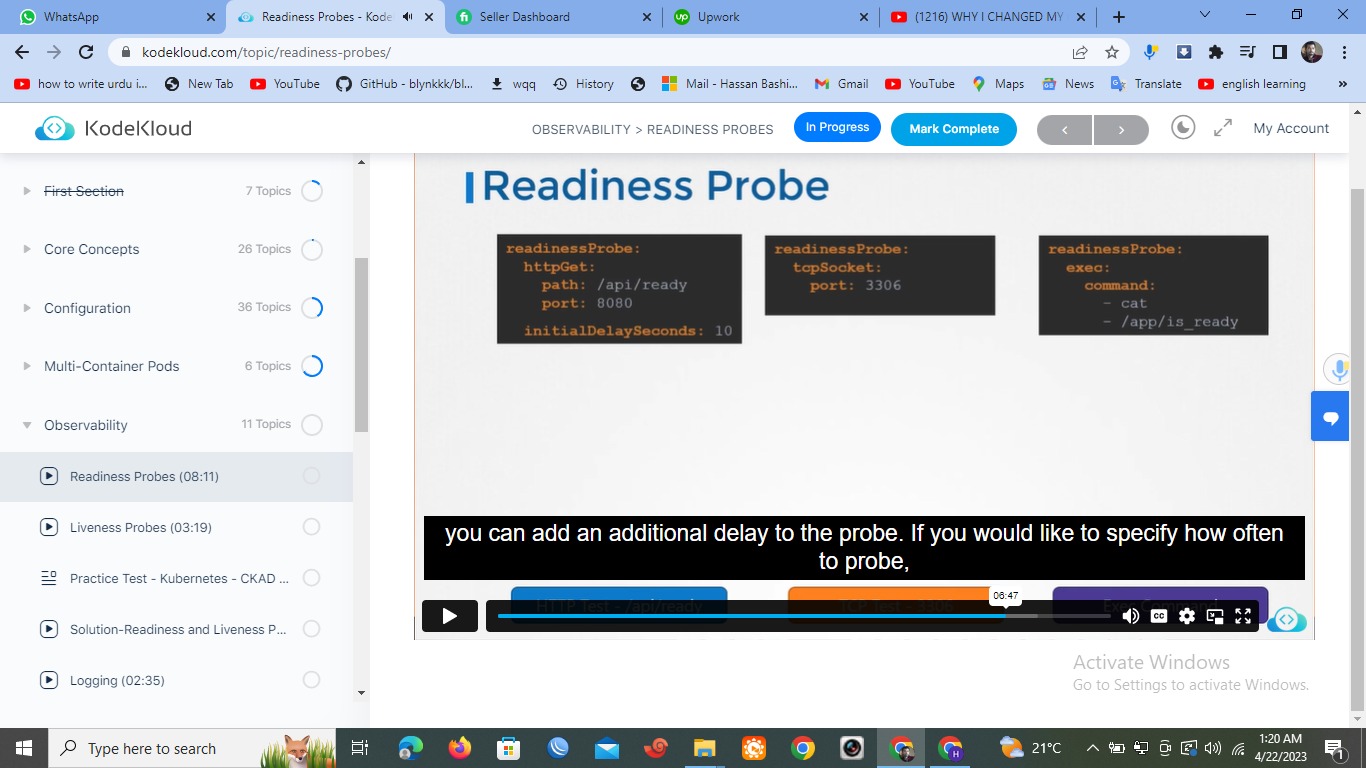 WhatsApp
Readiness Probes - Kode
Seller Dashboard
Upwork
(1216) WHY I CHANGED MY
kodekloud.com/topic/readiness-probes/
how to write urdu i...
New Tab
YouTube
GitHub - blynkkk/bl...
wqq
History
Mail - Hassan Bashi...
Gmail
YouTube
Maps
News
Translate
english learning
KodeKloud
OBSERVABILITY > READINESS PROBES
In Progress
Mark Complete
My Account
First Section 7 Topics
Core Concepts 26 Topics
Configuration 36 Topics
Multi-Container Pods 6 Topics
Observability 11 Topics
Readiness Probes (08:11)
Liveness Probes (03:19)
Practice Test - Kubernetes - CKAD ...
Solution-Readiness and Liveness P...
Logging (02:35)
Readiness Probe
readinessProbe:
httpGet:
path: /api/ready
port: 8080
initialDelaySeconds: 10
readinessProbe:
tcpSocket:
port: 3306
readinessProbe:
exec:
command:
- cat
- /app/is_ready
you can add an additional delay to the probe. If you would like to specify how often
to probe,
HTTP Test - /api/ready
TCP Test - 3306
Exec Command
06:47
CC
Activate Windows
Go to Settings to activate Windows.
Type here to search
H
21°C
1:20 AM
4/22/2023
1